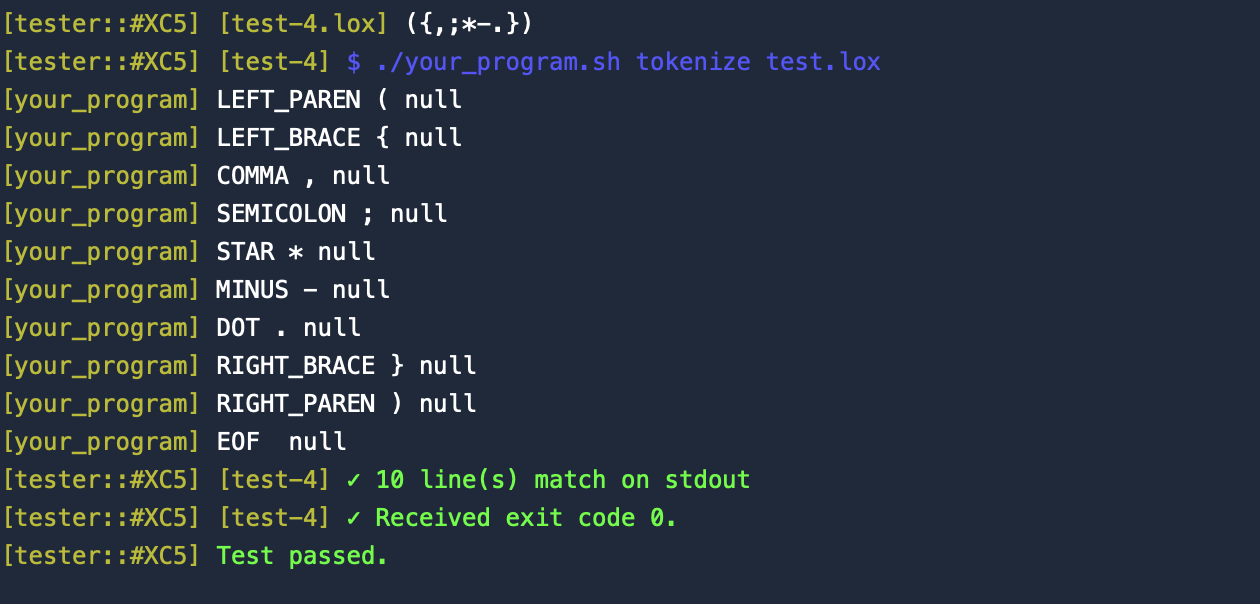 [tester::#XC5] [test-4.lox] ({,;*-.})
[tester::#XC5] [test-4] $ ./your_program.sh tokenize test.lox
[your_program] LEFT_PAREN ( null
[your_program] LEFT_BRACE { null
[your_program] COMMA , null
[your_program] SEMICOLON ; null
[your_program] STAR * null
[your_program] MINUS - null
[your_program] DOT . null
[your_program] RIGHT_BRACE } null
[your_program] RIGHT_PAREN ) null
[your_program] EOF  null
[tester::#XC5] [test-4] ✓ 10 line(s) match on stdout
[tester::#XC5] [test-4] ✓ Received exit code 0.
[tester::#XC5] Test passed.